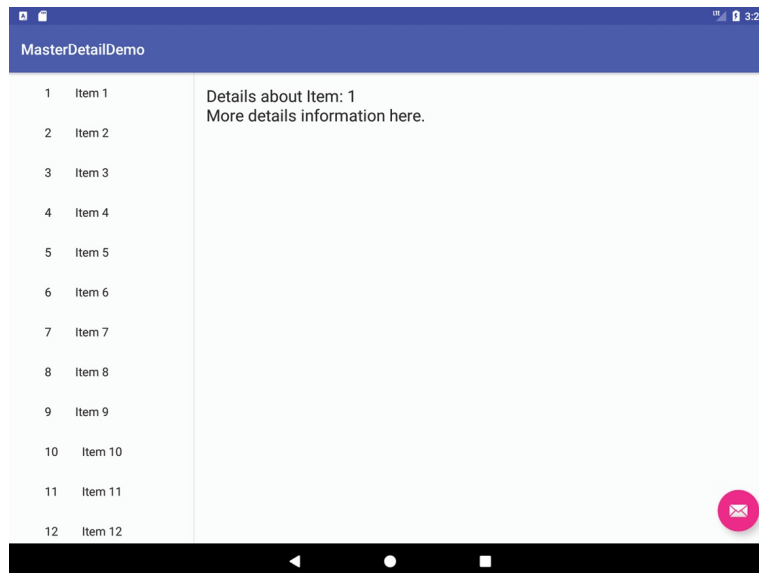 A
LTE
3:2
MasterDetailDemo
1 Item 1
2 Item 2
3 Item 3
4 Item 4
5 Item 5
6 Item 6
7 Item 7
8 Item 8
9 Item 9
10 Item 10
11 Item 11
12 Item 12
Details about Item: 1
More details information here.